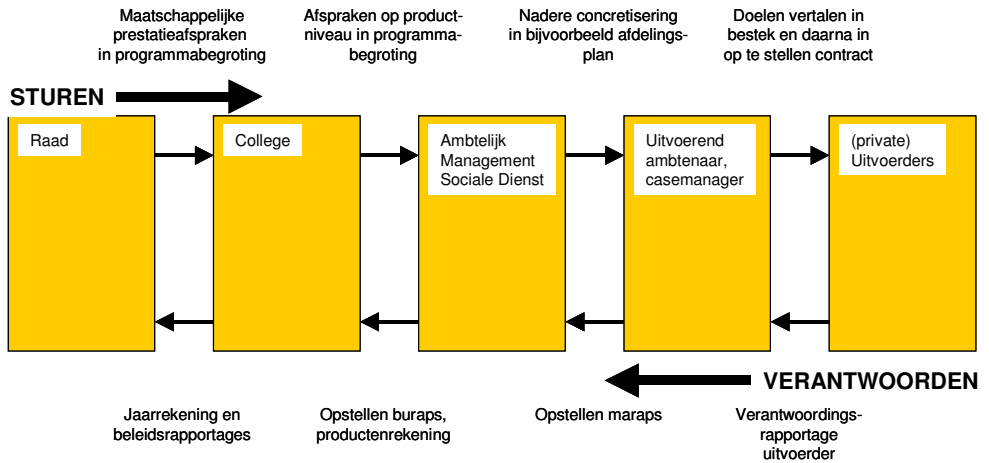 Maatschappelijke
prestatieafspraken
in programmabegroting
Afspraken op product-
niveau in programma-
begroting
Nadere concretisering
in bijvoorbeeld afdelings-
plan
Doelen vertalen in
bestek en daarna in
op te stellen contract
STUREN
Raad
College
Ambtelijk
Management
Sociale Dienst
Uitvoerend
ambtenaar,
casemanager
(private)
Uitvoerders
VERANTWOORDEN
Jaarrekening en
beleidsrapportages
Opstellen buraps,
productenrekening
Opstellen maraps
Verantwoordings-
rapportage
uitvoerder